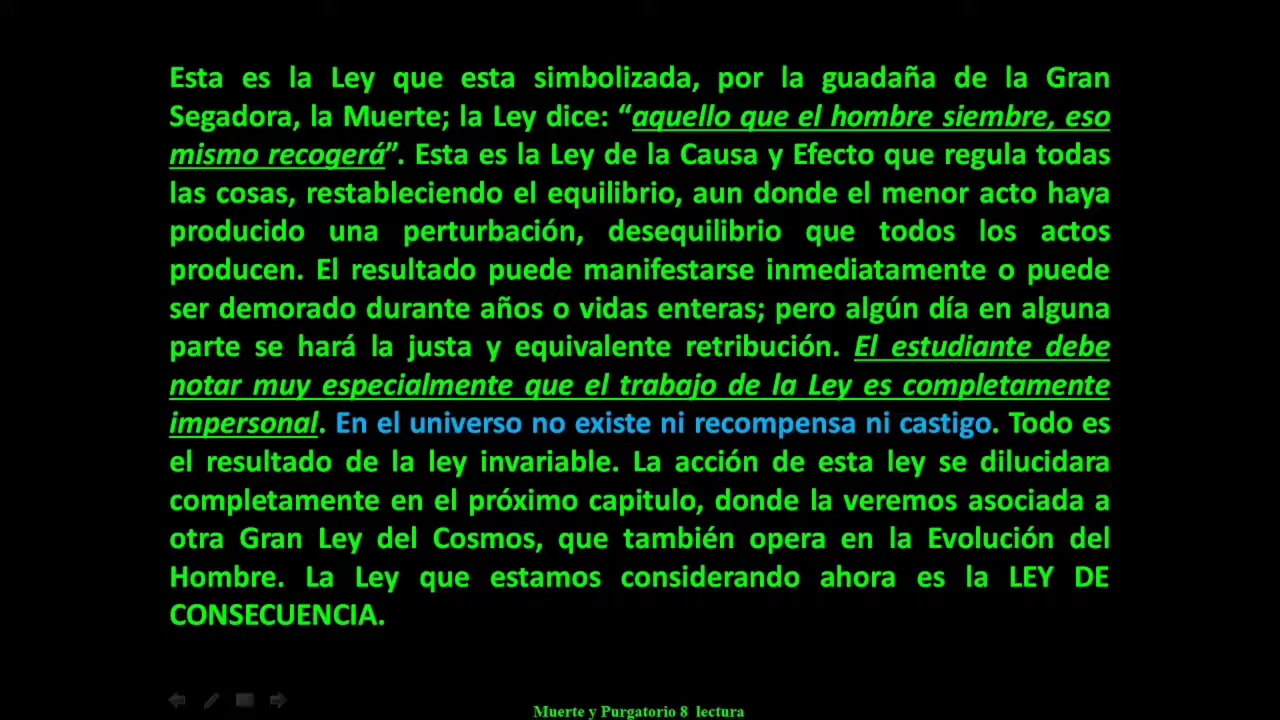 Esta es la Ley que esta simbolizada, por la guadaña de la Gran
Segadora, la Muerte; la Ley dice: “aquello que el hombre siembre, eso
mismo recogerá”. Esta es la Ley de la Causa y Efecto que regula todas
las cosas, restableciendo el equilibrio, aun donde el menor acto haya
producido una perturbación, desequilibrio que todos los actos
producen. El resultado puede manifestarse inmediatamente o puede
ser demorado durante años o vidas enteras; pero algún día en alguna
parte se hará la justa y equivalente retribución. El estudiante debe
notar muy especialmente que el trabajo de la Ley es completamente
impersonal. En el universo no existe ni recompensa ni castigo. Todo es
el resultado de la ley invariable. La acción de esta ley se dilucidara
completamente en el próximo capitulo, donde la veremos asociada a
otra Gran Ley del Cosmos, que también opera en la Evolución del
Hombre. La Ley que estamos considerando ahora es la LEY DE
CONSECUENCIA.
Muerte y Purgatorio 8 lectura